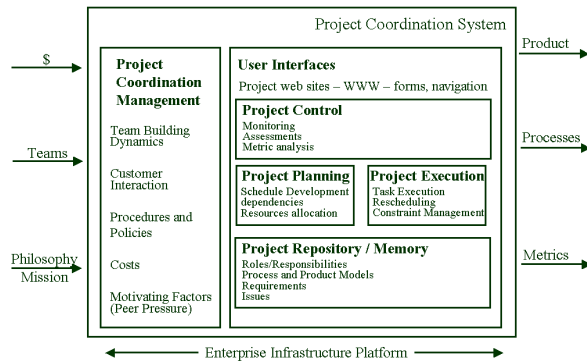 Project Coordination System
$
Teams
Philosophy
Mission
Project
Coordination
Management
Team Building
Dynamics
Customer
Interaction
Procedures and
Policies
Costs
Motivating Factors
(Peer Pressure)
User Interfaces
Project web sites – WWW – forms, navigation
Project Control
Monitoring
Assessments
Metric analysis
Project Planning
Schedule Development
dependencies
Resources allocation
Project Execution
Task Execution
Rescheduling
Constraint Management
Project Repository / Memory
Roles/Responsibilities
Process and Product Models
Requirements
Issues
Product
Processes
Metrics
Enterprise Infrastructure Platform